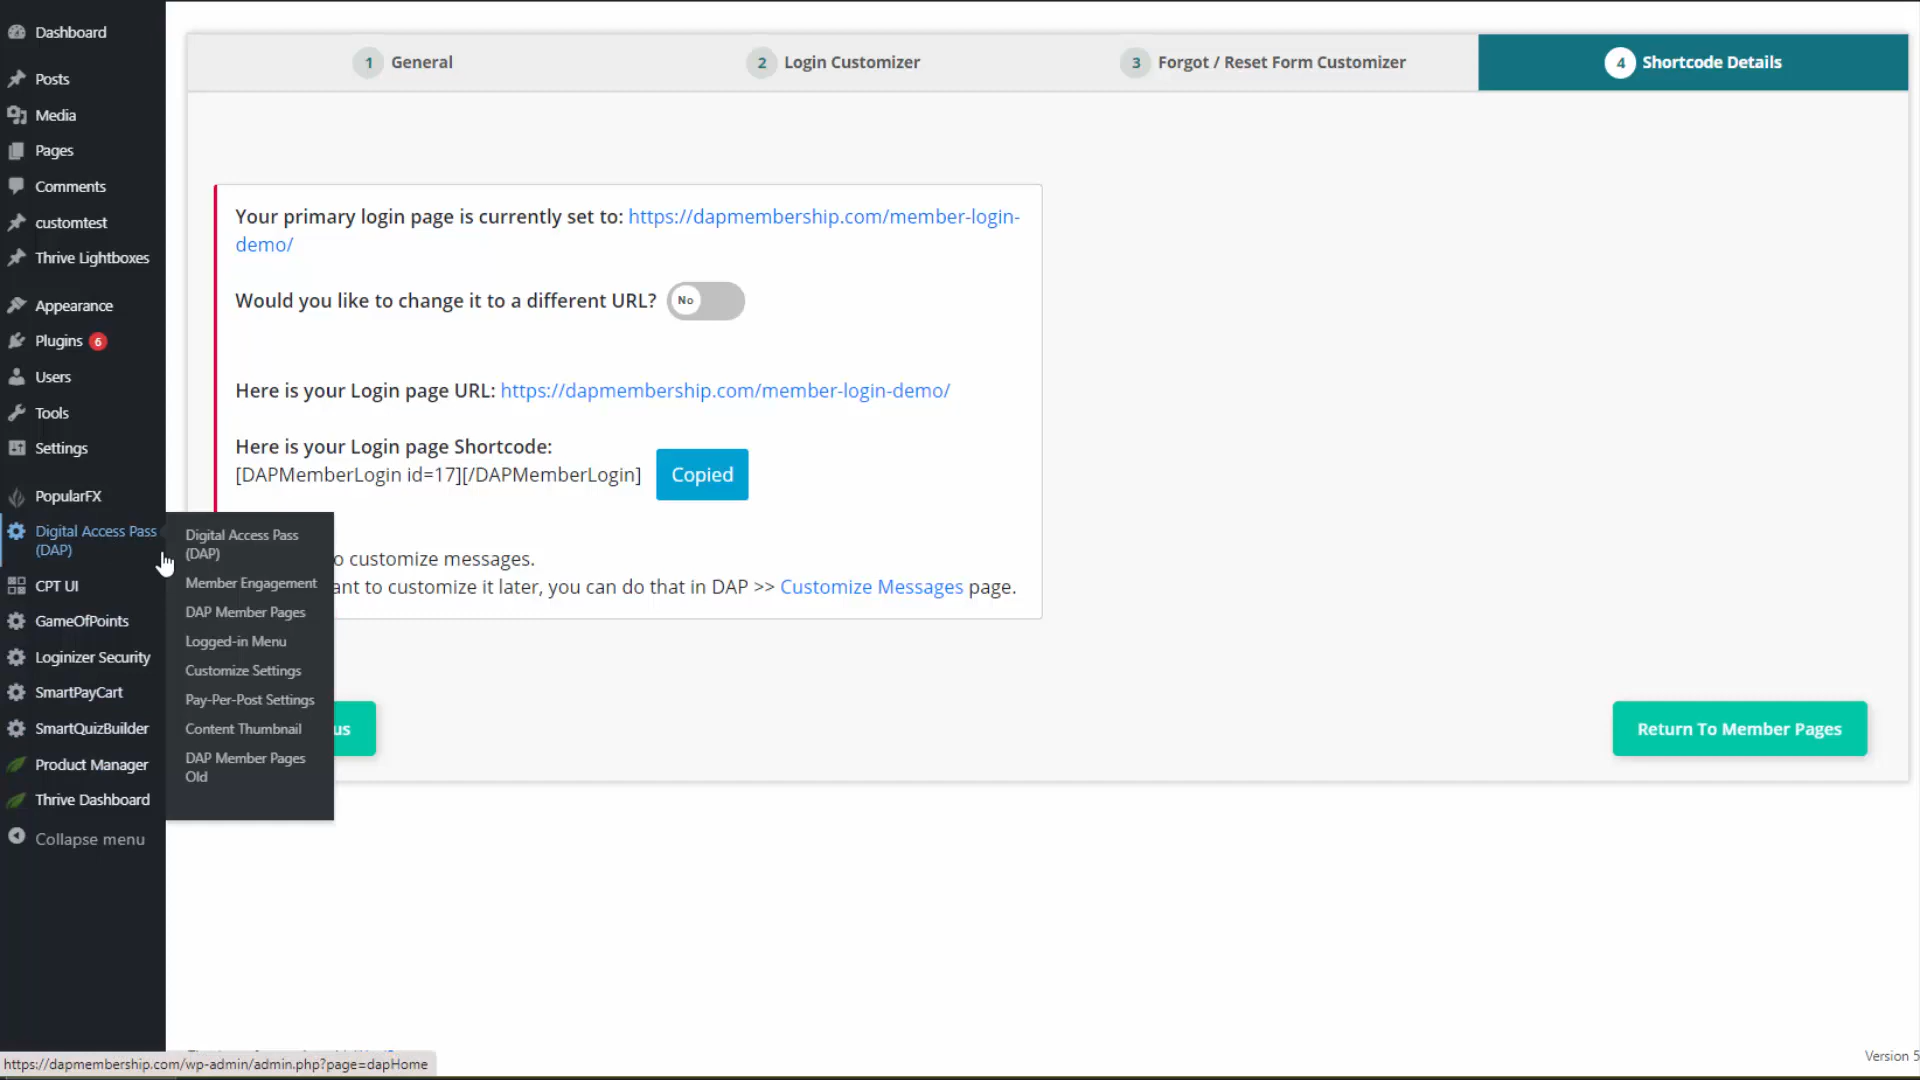 Dashboard
Posts
Media
Pages
Comments
customtest
Thrive Lightboxes
Appearance
Plugins 6
Users
Tools
Settings
PopularFX
Digital Access Pass
(DAP)
CPT UI
GameOfPoints
Loginizer Security
SmartPayCart
SmartQuizBuilder
Product Manager
Thrive Dashboard
Collapse menu
Digital Access Pass
(DAP)
Member Engagement
DAP Member Pages
Logged-in Menu
Customize Settings
Pay-Per-Post Settings
Content Thumbnail
DAP Member Pages
Old
1 General
2 Login Customizer
3 Forgot / Reset Form Customizer
4 Shortcode Details
Your primary login page is currently set to: https://dapmembership.com/member-login-
demo/
Would you like to change it to a different URL? No
Here is your Login page URL: https://dapmembership.com/member-login-demo/
Here is your Login page Shortcode:
[DAPMemberLogin id=17][/DAPMemberLogin] Copied
o customize messages.
ant to customize it later, you can do that in DAP >> Customize Messages page.
us
Return To Member Pages
Version 5
https://dapmembership.com/wp-admin/admin.php?page=dapHome